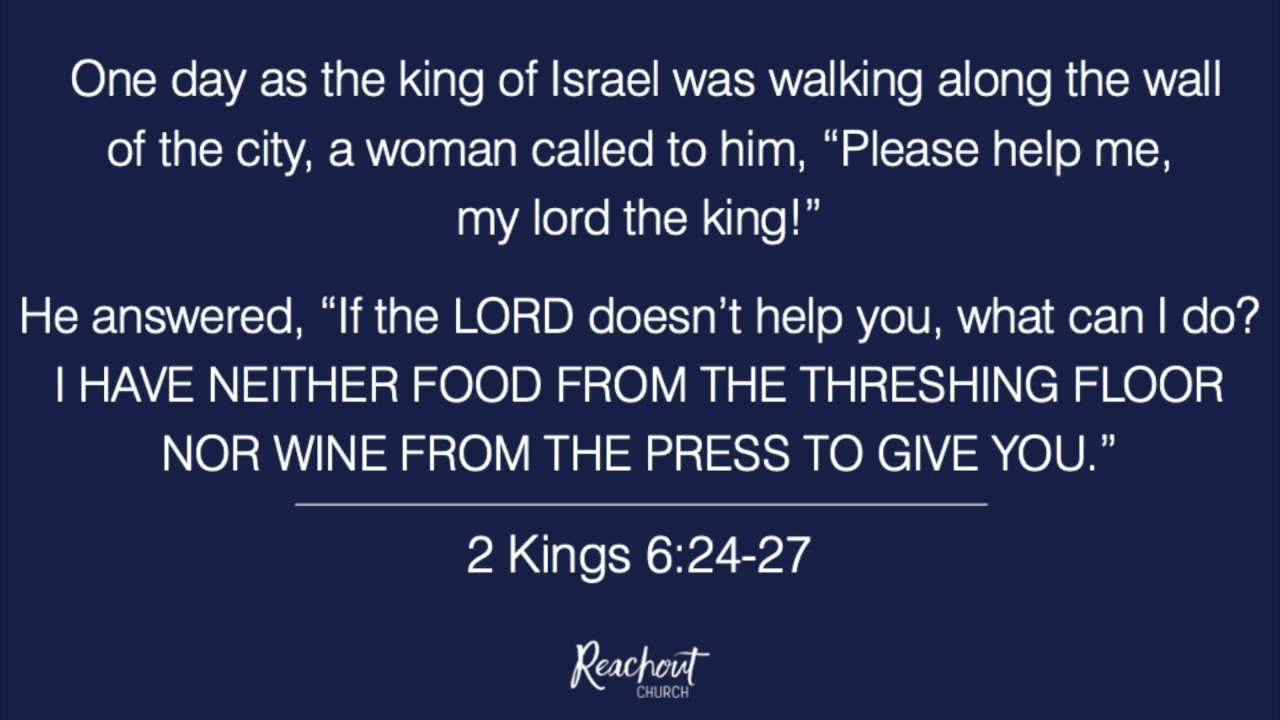 One day as the king of Israel was walking along the wall
of the city, a woman called to him, “Please help me,
my lord the king!”
He answered, “If the LORD doesn’t help you, what can I do?
I HAVE NEITHER FOOD FROM THE THRESHING FLOOR
NOR WINE FROM THE PRESS TO GIVE YOU.”
2 Kings 6:24-27
Reachout
CHURCH